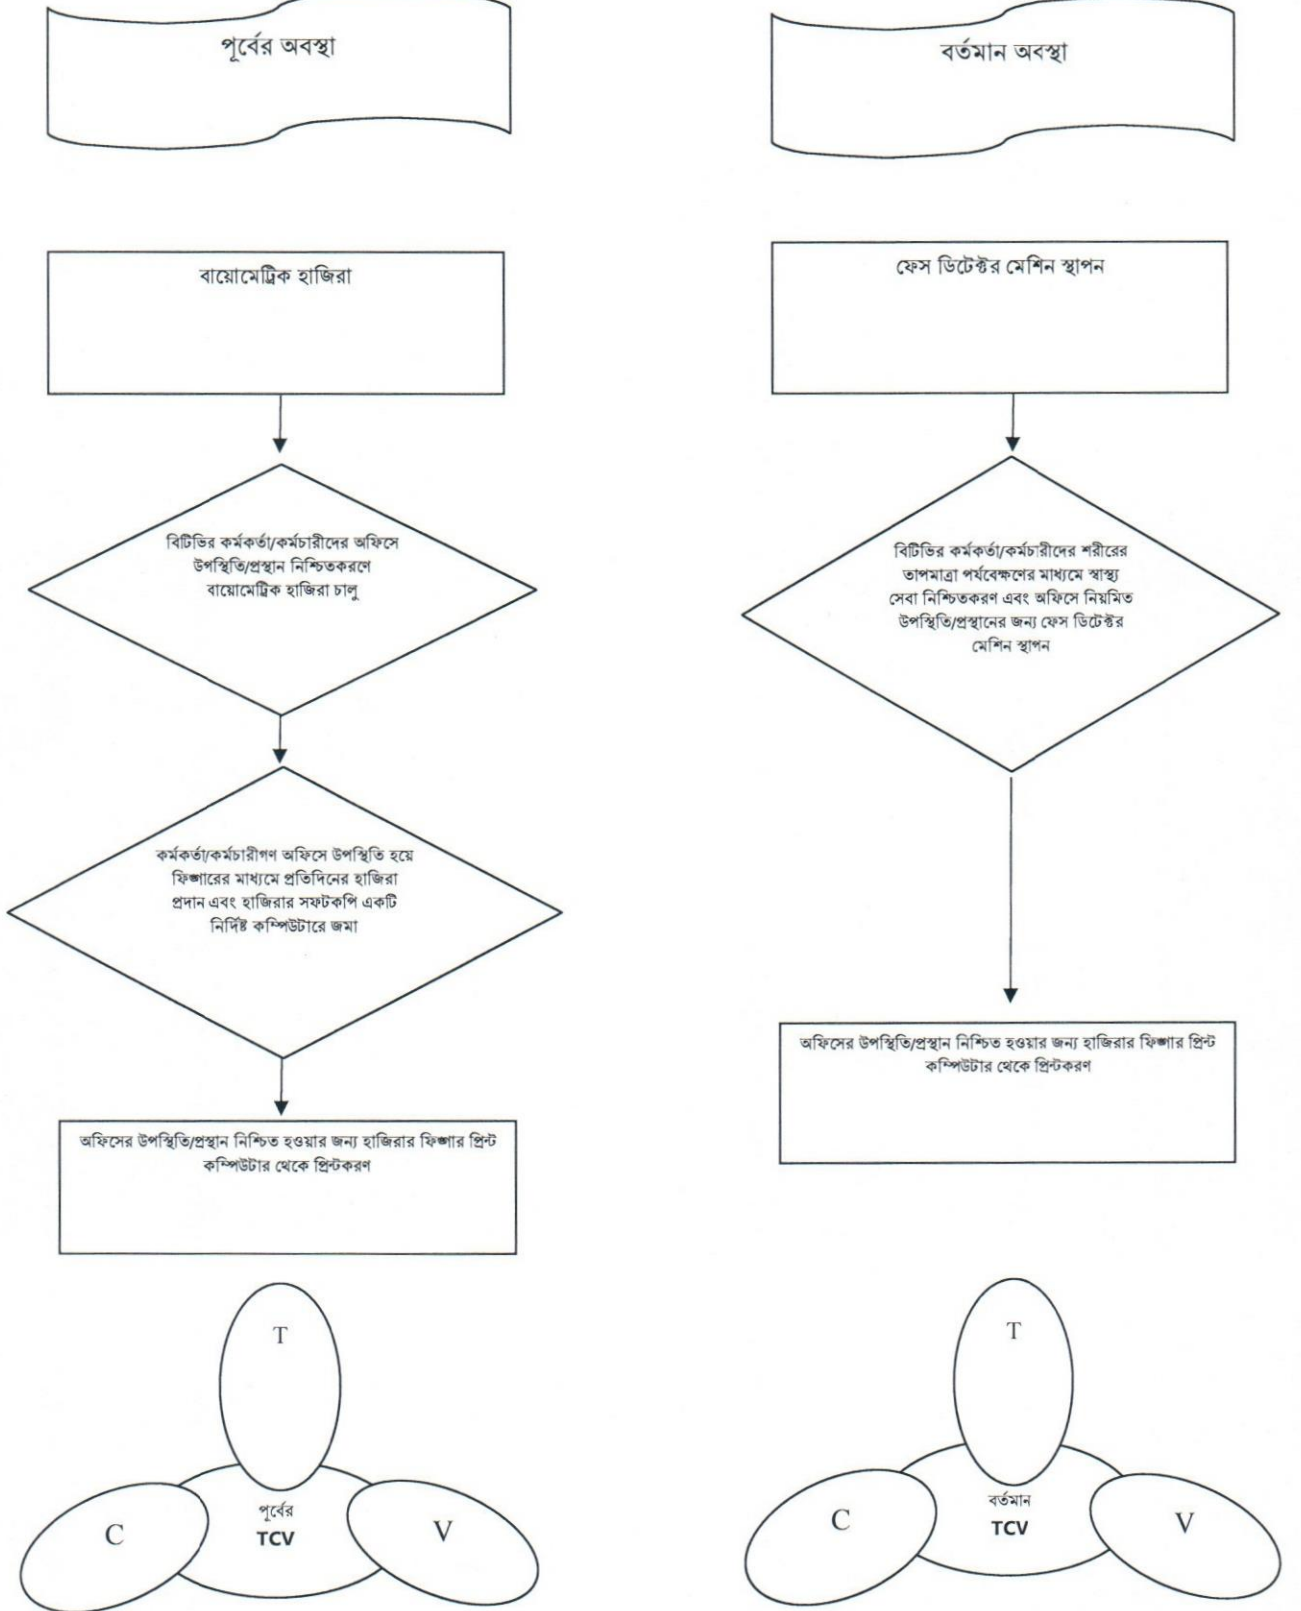 পূর্বের অবস্থা
বায়োমেট্রিক হাজিরা
বিটিভির কর্মকর্তা/কর্মচারীদের অফিসে
উপস্থিতি/প্রস্থান নিশ্চিতকরণে
বায়োমেট্রিক হাজিরা চালু
কর্মকর্তা/কর্মচারীগণ অফিসে উপস্থিতি হয়ে
ফিঙ্গারের মাধ্যমে প্রতিদিনের হাজিরা
প্রদান এবং হাজিরার সফটকপি একটি
নির্দিষ্ট কম্পিউটারে জমা
অফিসের উপস্থিতি/প্রস্থান নিশ্চিত হওয়ার জন্য হাজিরার ফিঙ্গার প্রিন্ট
কম্পিউটার থেকে প্রিন্টকরণ
T
C
পূর্বের
TCV
V
বর্তমান অবস্থা
ফেস ডিটেক্টর মেশিন স্থাপন
বিটিভির কর্মকর্তা/কর্মচারীদের শরীরের
তাপমাত্রা পর্যবেক্ষণের মাধ্যমে স্বাস্থ্য
সেবা নিশ্চিতকরণ এবং অফিসে নিয়মিত
উপস্থিতি/প্রস্থানের জন্য ফেস ডিটেক্টর
মেশিন স্থাপন
অফিসের উপস্থিতি/প্রস্থান নিশ্চিত হওয়ার জন্য হাজিরার ফিঙ্গার প্রিন্ট
কম্পিউটার থেকে প্রিন্টকরণ
T
C
বর্তমান
TCV
V